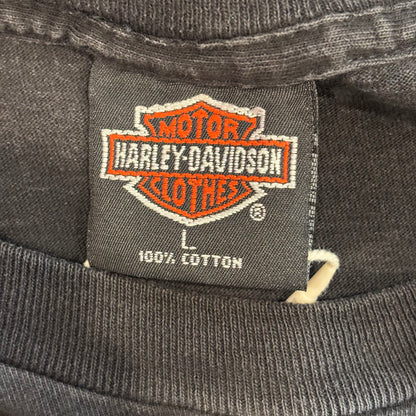 MOTOR
HARLEY-DAVIDSON
CLOTHES
®
L
100% COTTON